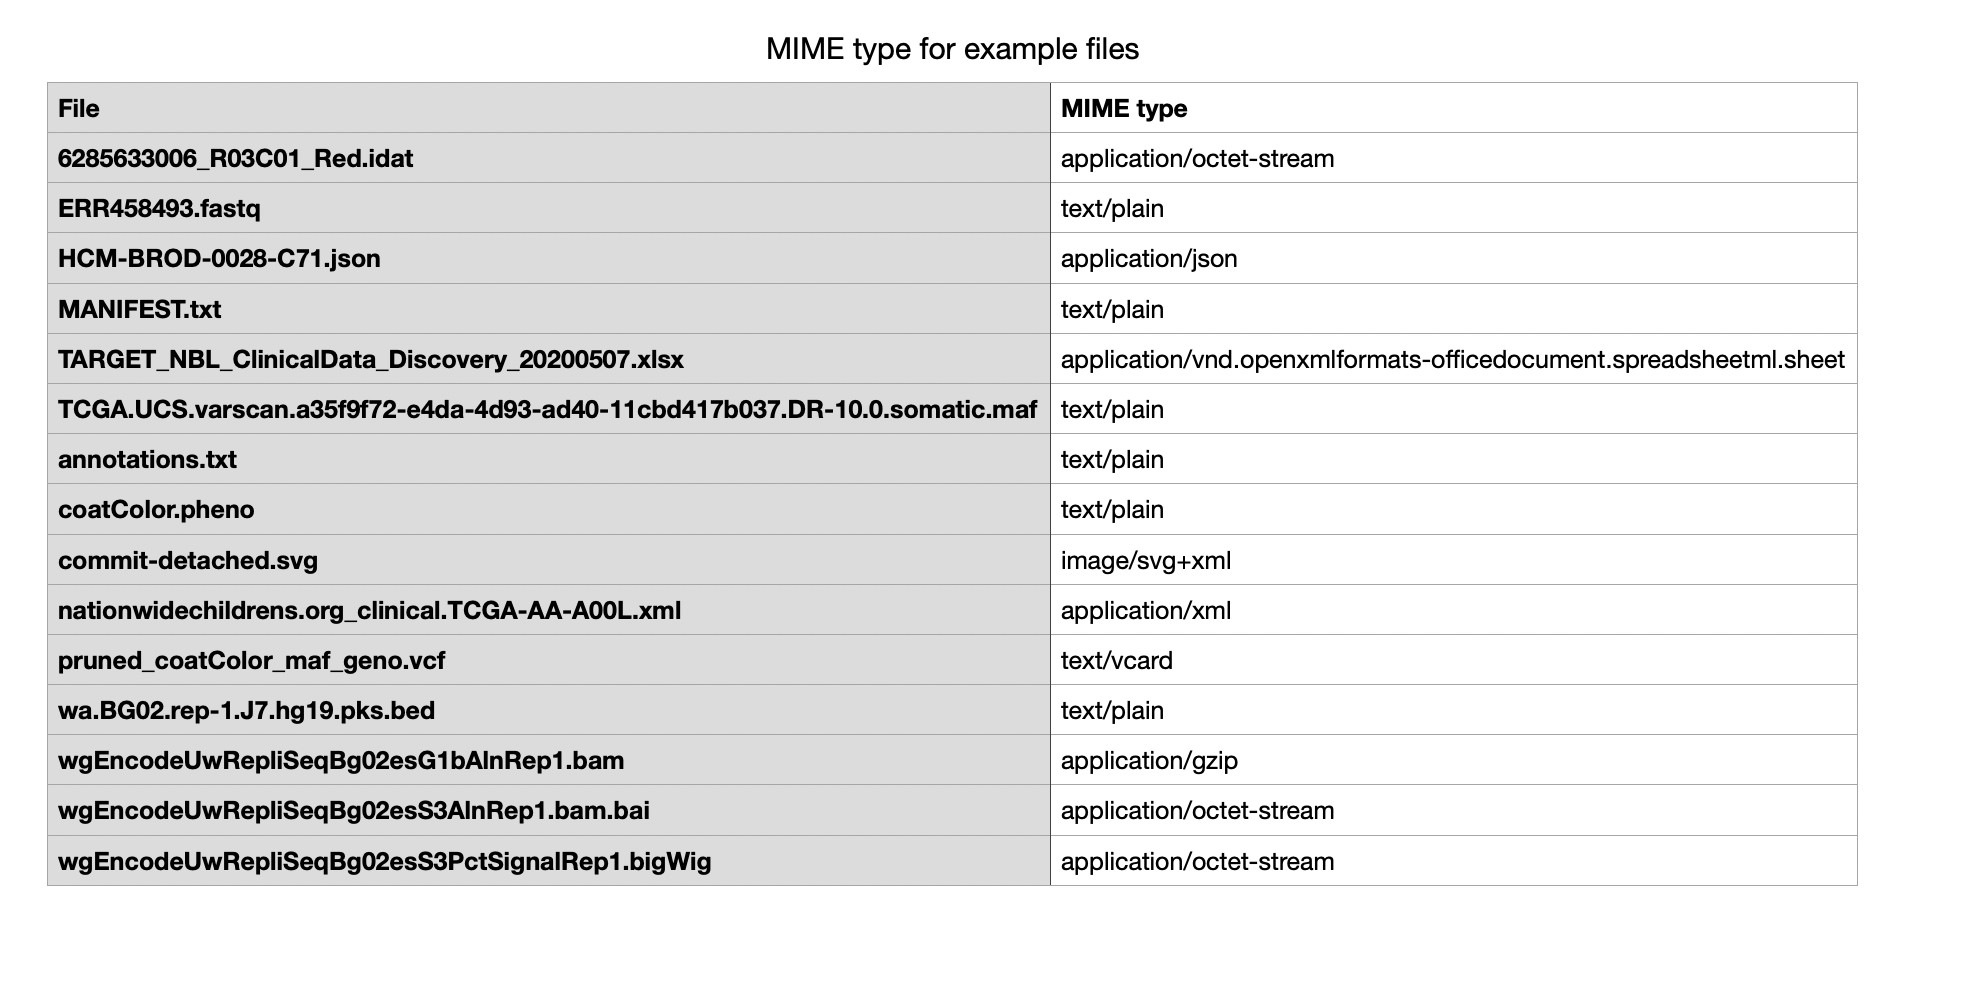 MIME type for example files
File MIME type
6285633006_R03C01_Red.idat application/octet-stream
ERR458493.fastq text/plain
HCM-BROD-0028-C71.json application/json
MANIFEST.txt text/plain
TARGET_NBL_ClinicalData_Discovery_20200507.xlsx application/vnd.openxmlformats-officedocument.spreadsheetml.sheet
TCGA.UCS.varscan.a35f9f72-e4da-4d93-ad40-11cbd417b037.DR-10.0.somatic.maf text/plain
annotations.txt text/plain
coatColor.pheno text/plain
commit-detached.svg image/svg+xml
nationwidechildrens.org_clinical.TCGA-AA-A00L.xml application/xml
pruned_coatColor_maf_geno.vcf text/vcard
wa.BG02.rep-1.J7.hg19.pks.bed text/plain
wgEncodeUwRepliSeqBg02esG1bAlnRep1.bam application/gzip
wgEncodeUwRepliSeqBg02esS3AlnRep1.bam.bai application/octet-stream
wgEncodeUwRepliSeqBg02esS3PctSignalRep1.bigWig application/octet-stream